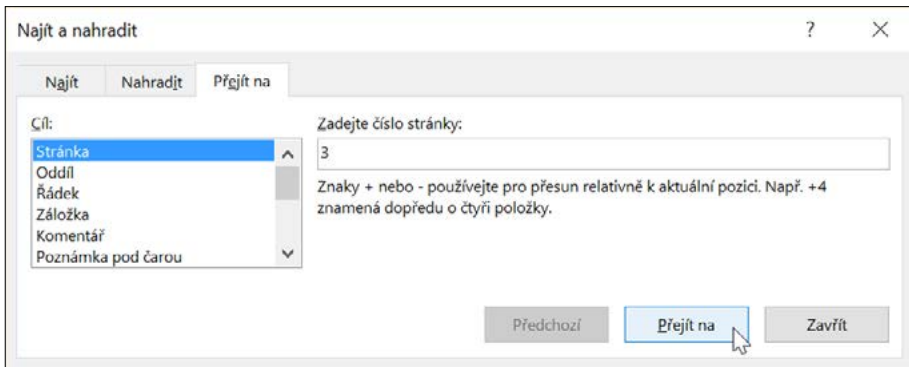 Najít a nahradit
Najít
Nahradit
Přejít na
Cíl:
Stránka
Oddíl
Řádek
Záložka
Komentář
Poznámka pod čarou
Zadejte číslo stránky:
3
Znaky + nebo - používejte pro přesun relativně k aktuální pozici. Např. +4
znamená dopředu o čtyři položky.
Předchozí
Přejít na
Zavřít